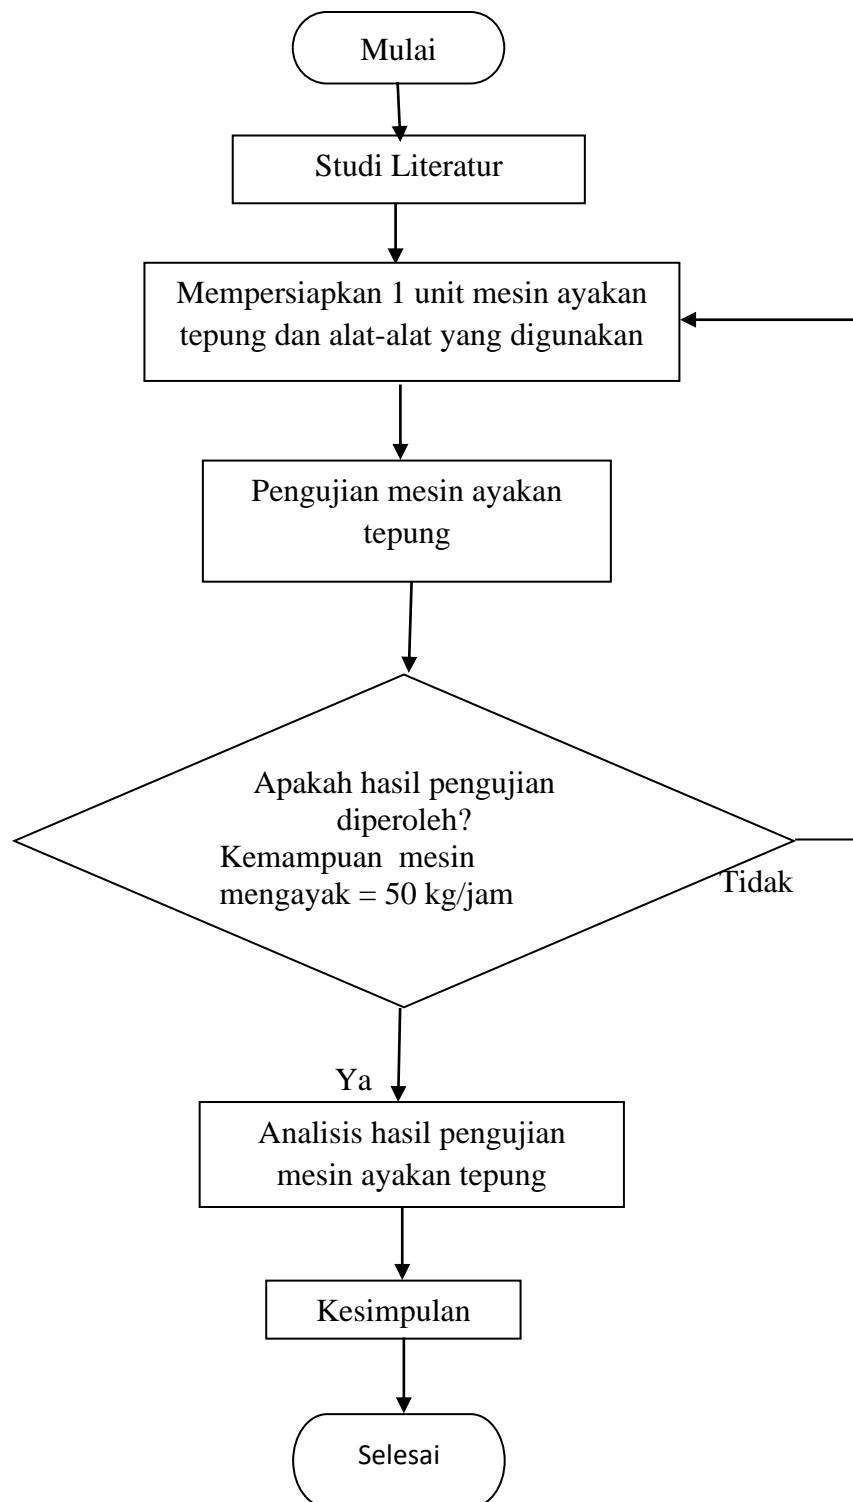 Mulai
Studi Literatur
Mempersiapkan 1 unit mesin ayakan
tepung dan alat-alat yang digunakan
Pengujian mesin ayakan
tepung
Apakah hasil pengujian
diperoleh?
Kemampuan mesin
mengayak = 50 kg/jam
Tidak
Ya
Analisis hasil pengujian
mesin ayakan tepung
Kesimpulan
Selesai